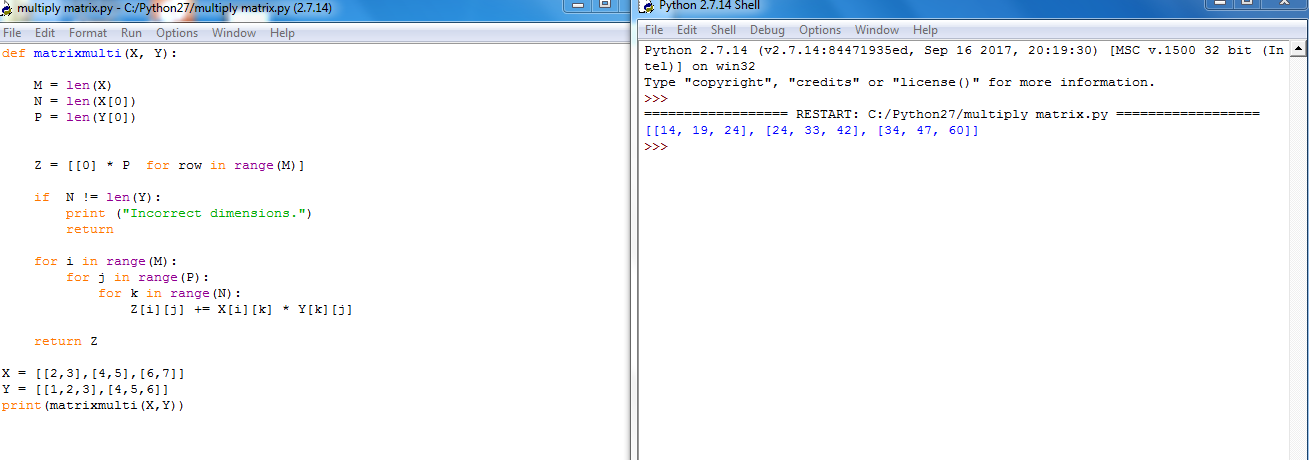 multiply matrix.py - C:/Python27/multiply matrix.py (2.7.14)
File Edit Format Run Options Window Help
def matrixmulti(X, Y):
    M = len(X)
    N = len(X[0])
    P = len(Y[0])
    Z = [[0] * P  for row in range(M)]
    if  N != len(Y):
        print ("Incorrect dimensions.")
        return
    for i in range(M):
        for j in range(P):
            for k in range(N):
                Z[i][j] += X[i][k] * Y[k][j]
    return Z
X = [[2,3],[4,5],[6,7]]
Y = [[1,2,3],[4,5,6]]
print(matrixmulti(X,Y))
Python 2.7.14 Shell
File Edit Shell Debug Options Window Help
Python 2.7.14 (v2.7.14:84471935ed, Sep 16 2017, 20:19:30) [MSC v.1500 32 bit (In
tel)] on win32
Type "copyright", "credits" or "license()" for more information.
>>>
================== RESTART: C:/Python27/multiply matrix.py ==================
[[14, 19, 24], [24, 33, 42], [34, 47, 60]]
>>>